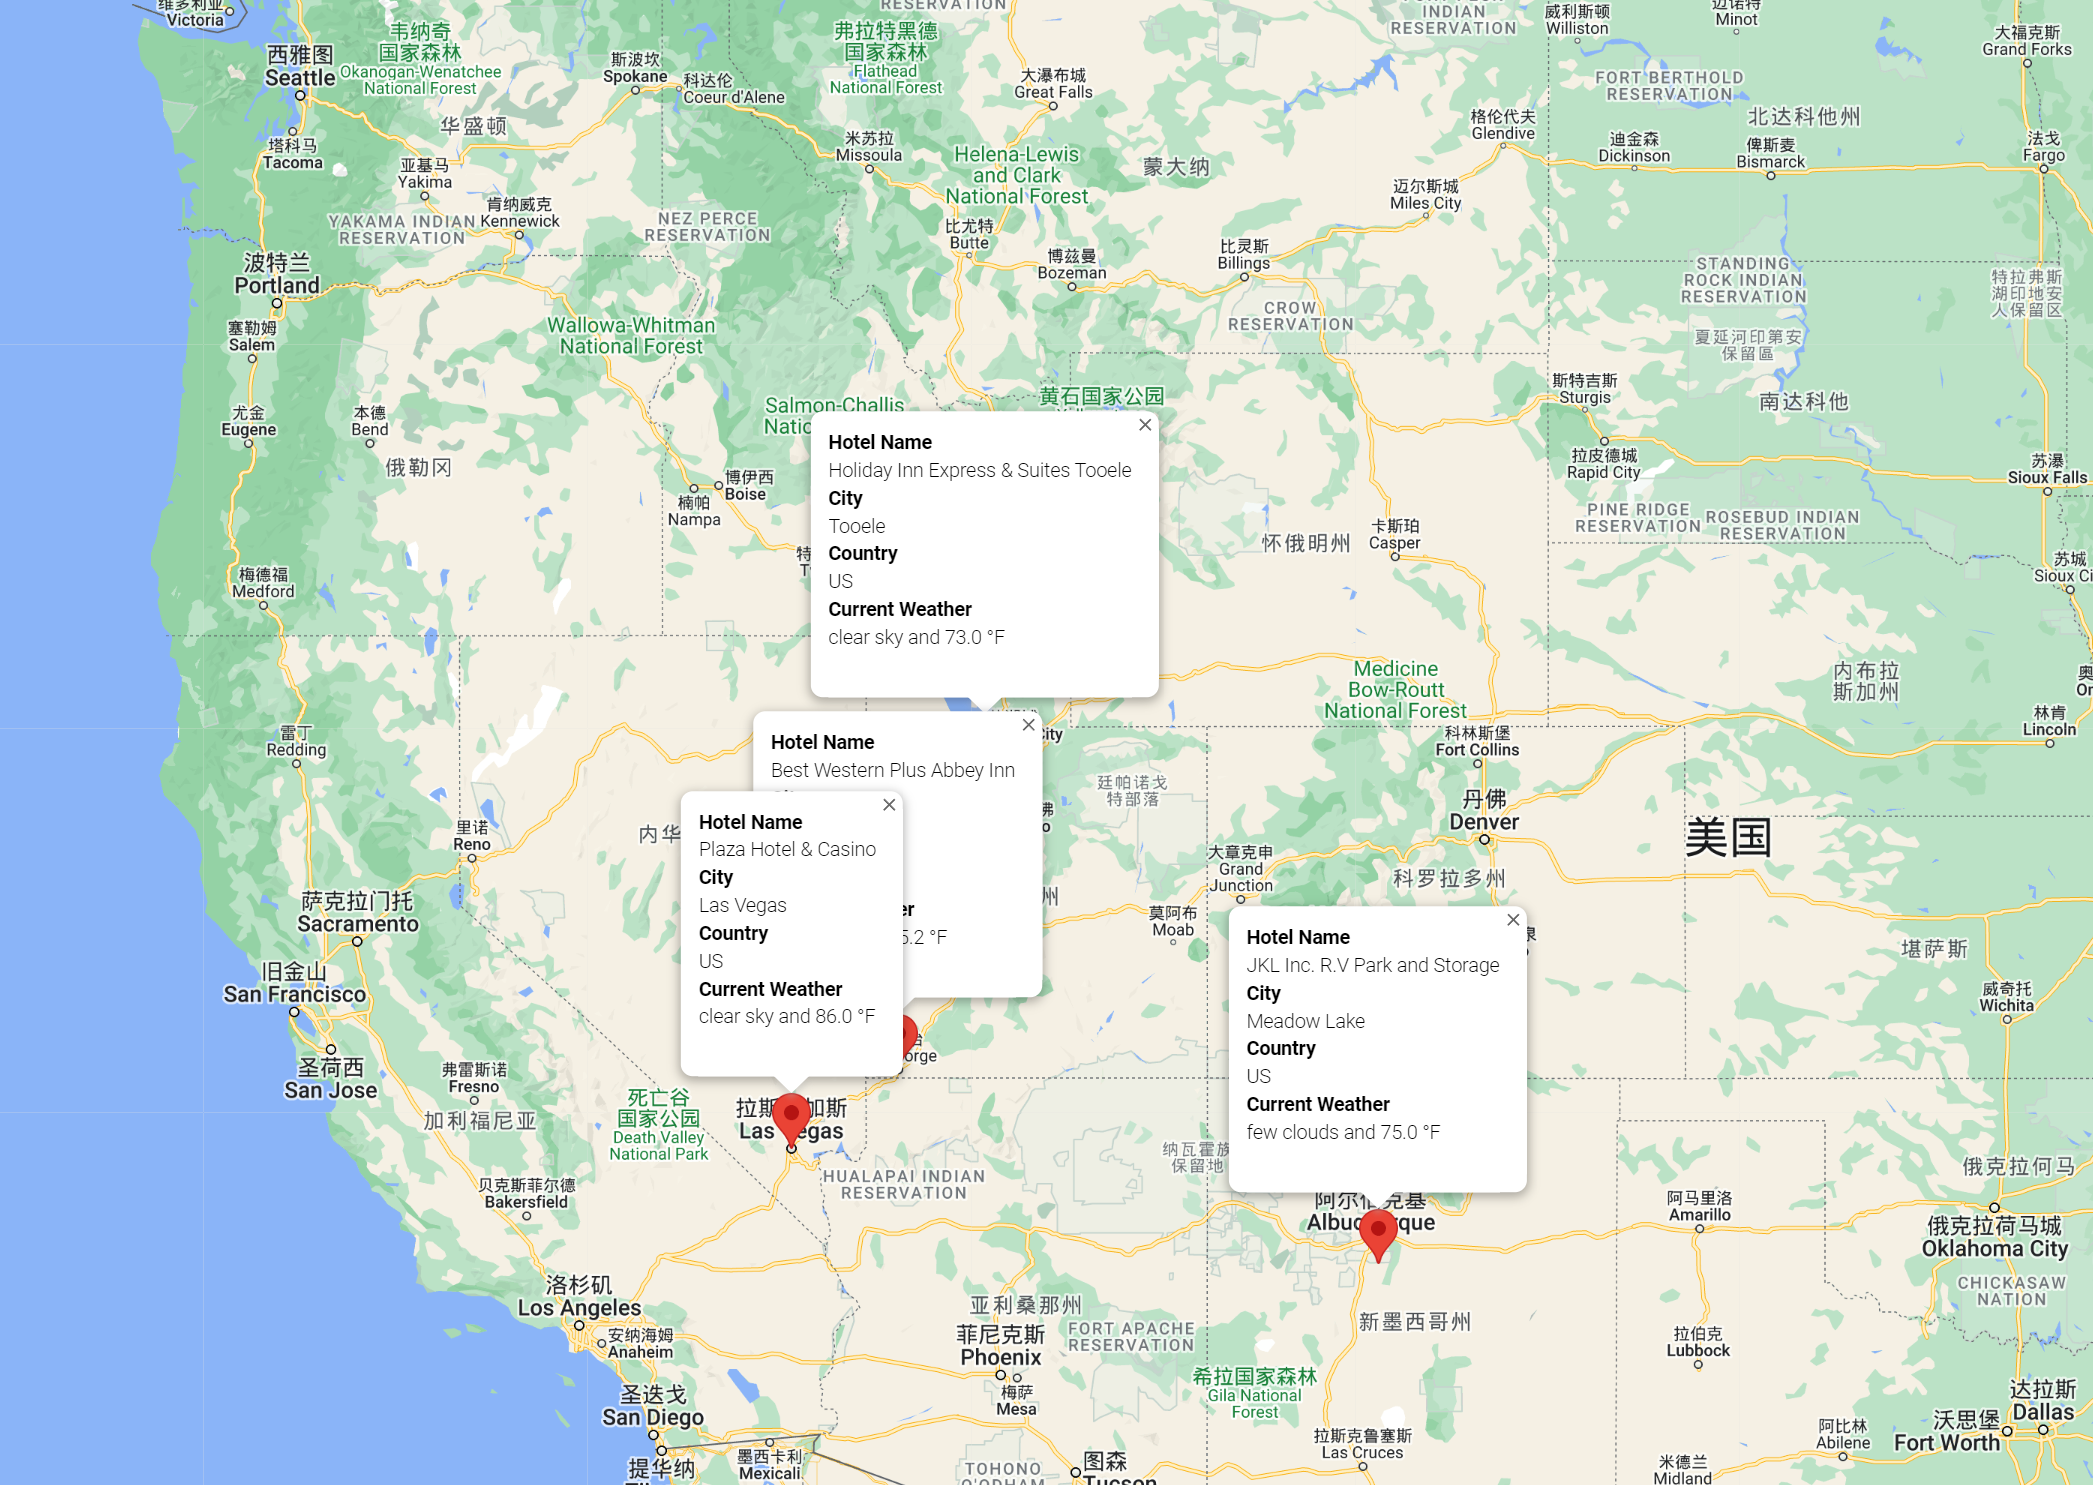 维多利亚
Victoria
韦纳奇
国家森林
Okanogan-Wenatchee
National Forest
西雅图
Seattle
斯波坎
Spokane
科达伦
Coeur d'Alene
RESERVATION
弗拉特黑德
国家森林
Flathead
National Forest
大瀑布城
Great Falls
INDIAN
RESERVATION
威利斯顿
Williston
迈诺特
Minot
大福克斯
Grand Forks
FORT BERTHOLD
RESERVATION
北达科他州
华盛顿
塔科马
Tacoma
亚基马
Yakima
米苏拉
Missoula
Helena-Lewis
and Clark
National Forest
蒙大纳
格伦代夫
Glendive
迪金森
Dickinson
俾斯麦
Bismarck
法戈
Fargo
迈尔斯城
Miles City
肯纳威克
Kennewick
YAKAMA INDIAN
RESERVATION
NEZ PERCE
RESERVATION
比尤特
Butte
博兹曼
Bozeman
比灵斯
Billings
波特兰
Portland
STANDING
ROCK INDIAN
RESERVATION
特拉弗斯
湖印地安
人保留区
CROW
RESERVATION
塞勒姆
Salem
Wallowa-Whitman
National Forest
夏延河印第安
保留區
黄石国家公园
斯特吉斯
Sturgis
南达科他
Salmon-Challis
尤金
Eugene
本德
Bend
俄勒冈
Hotel Name
Holiday Inn Express & Suites Tooele
City
Tooele
Country
US
Current Weather
clear sky and 73.0 °F
博伊西
Boise
楠帕
Nampa
拉皮德城
Rapid City
苏瀑
Sioux Falls
PINE RIDGE
RESERVATION
ROSEBUD INDIAN
RESERVATION
怀俄明州
卡斯珀
Casper
苏城
Sioux Ci
梅德福
Medford
Medicine
Bow-Routt
National Forest
内布拉
斯加州
林肯
Lincoln
雷丁
Redding
City
科林斯堡
Fort Collins
Hotel Name
Best Western Plus Abbey Inn
5.2 °F
廷帕诺戈
特部落
丹佛
Denver
美国
里诺
Reno
内华
Hotel Name
Plaza Hotel & Casino
City
Las Vegas
Country
US
Current Weather
clear sky and 86.0 °F
大章克申
Grand
Junction
科罗拉多州
州
莫阿布
Moab
萨克拉门托
Sacramento
堪萨斯
威奇托
Wichita
Hotel Name
JKL Inc. R.V Park and Storage
City
Meadow Lake
Country
US
Current Weather
few clouds and 75.0 °F
旧金山
San Francisco
圣荷西
San Jose
弗雷斯诺
Fresno
加利福尼亚
死亡谷
国家公园
Death Valley
National Park
HUALAPAI INDIAN
RESERVATION
纳瓦霍族
保留地
贝克斯菲尔德
Bakersfield
阿马里洛
Amarillo
俄克拉何马
俄克拉荷马城
Oklahoma City
CHICKASAW
NATION
洛杉矶
Los Angeles
安纳海姆
Anaheim
亚利桑那州
菲尼克斯
Phoenix
梅萨
Mesa
FORT APACHE
RESERVATION
新墨西哥州
希拉国家森林
Gila National
Forest
拉伯克
Lubbock
圣迭戈
San Diego
提华纳
墨西卡利
Mexicali
TOHONO
O'ODHAM
图森
Tucson
拉斯克鲁塞斯
Las Cruces
米德兰
Midland
阿比林
Abilene
沃思堡
Fort Worth
达拉斯
Dallas